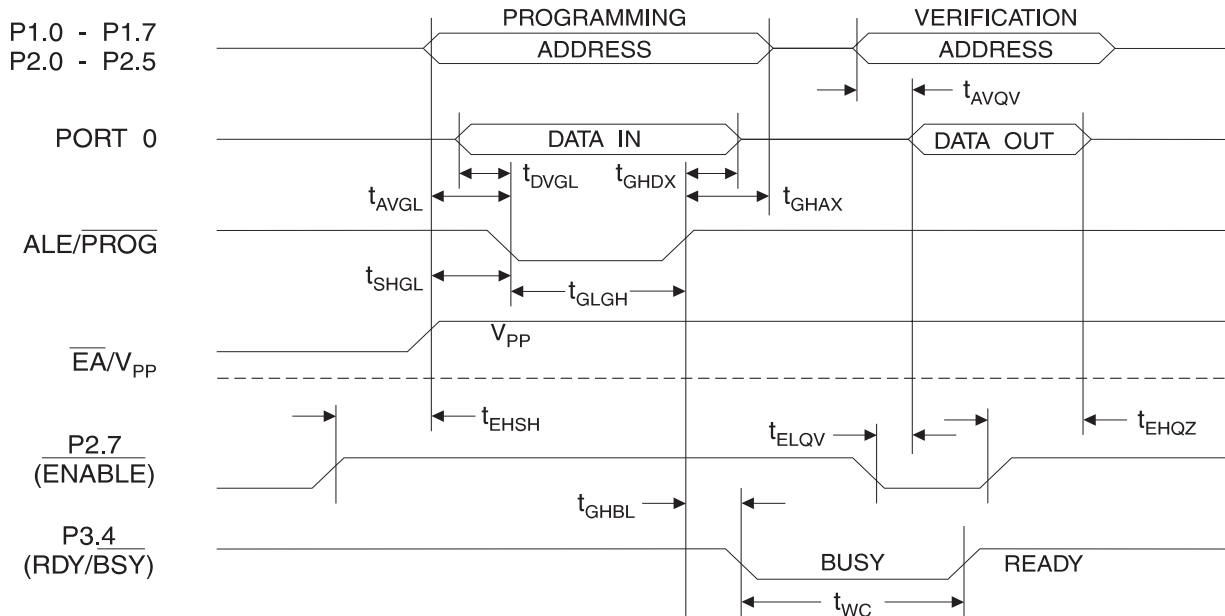 PROGRAMMING
VERIFICATION
P1.0 - P1.7
P2.0 - P2.5
ADDRESS
ADDRESS
tAVQV
PORT 0
DATA IN
DATA OUT
tDVGL
tGHDX
tAVGL
tGHAX
ALE/PROG
tSHGL
tGLGH
VPP
EA/VPP
tEHSH
tELQV
tEHQZ
P2.7
(ENABLE)
tGHBL
P3.4
(RDY/BSY)
BUSY
READY
tWC